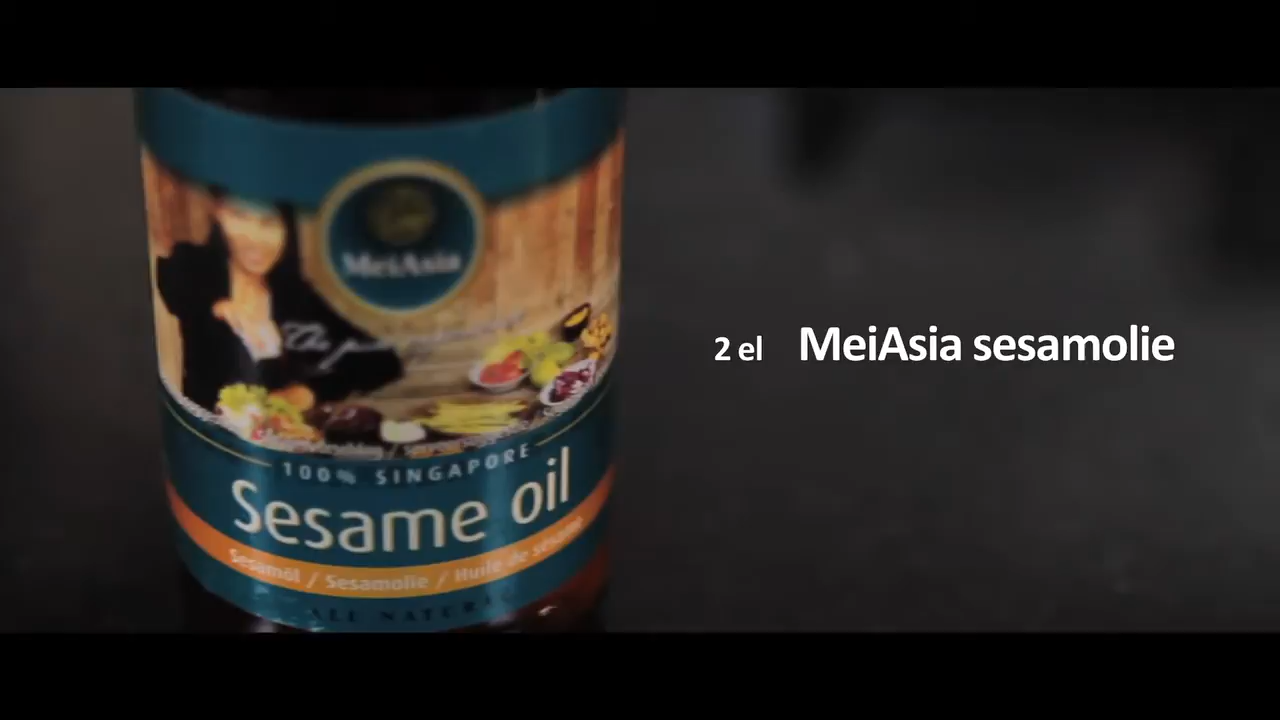 MeiAsia
100% SINGAPORE
Sesame oil
Sesamöl / Sesamolie / Huile de sésame
ALL NATURAL
2 el MeiAsia sesamolie